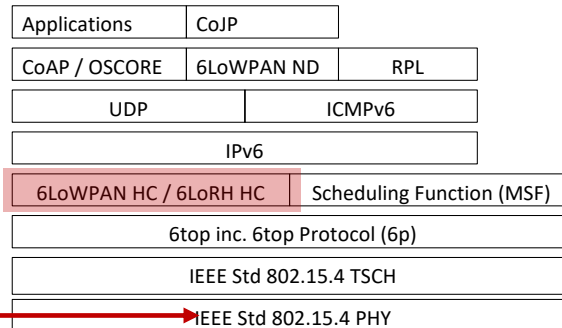 Applications CoJP
CoAP / OSCORE 6LoWPAN ND RPL
UDP ICMPv6
IPv6
6LoWPAN HC / 6LoRH HC Scheduling Function (MSF)
6top inc. 6top Protocol (6p)
IEEE Std 802.15.4 TSCH
IEEE Std 802.15.4 PHY